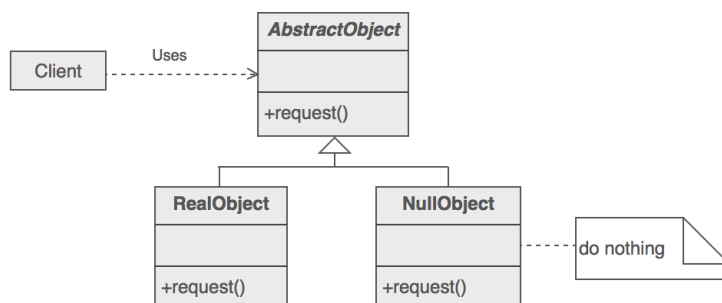 AbstractObject
Uses
Client
+request()
RealObject
NullObject
do nothing
+request()
+request()